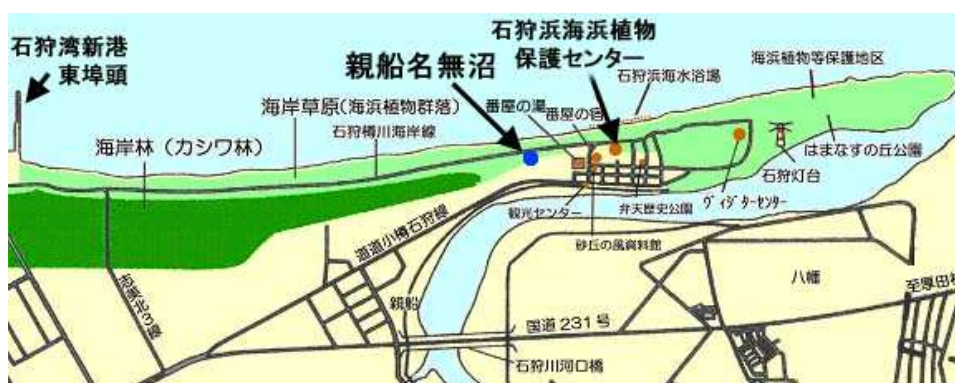 石狩湾新港
東埠頭
親船名無沼
石狩浜海浜植物
保護センター
石狩浜海水浴場
海浜植物等保護地区
海岸草原(海浜植物群落)
番屋の湯
番屋の宿
石狩樽川海岸線
海岸林(カシワ林)
はまなすの丘公園
石狩灯台
ヴィジターセンター
弁天歴史公園
観光センター
砂丘の風資料館
道道小樽石狩線
八幡
至厚田
親船
国道231号
石狩川河口橋